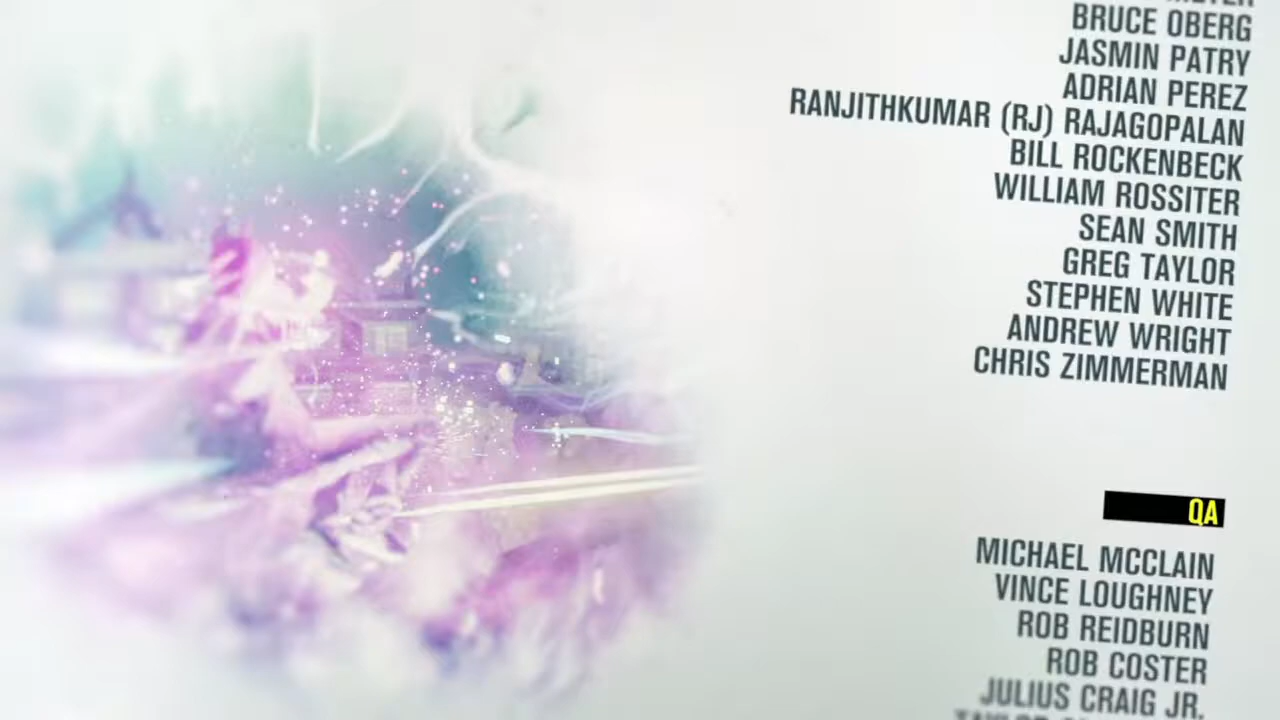 BRUCE OBERG
JASMIN PATRY
ADRIAN PEREZ
RANJITHKUMAR (RJ) RAJAGOPALAN
BILL ROCKENBECK
WILLIAM ROSSITER
SEAN SMITH
GREG TAYLOR
STEPHEN WHITE
ANDREW WRIGHT
CHRIS ZIMMERMAN
QA
MICHAEL MCCLAIN
VINCE LOUGHNEY
ROB REIDBURN
ROB COSTER
JULIUS CRAIG JR.